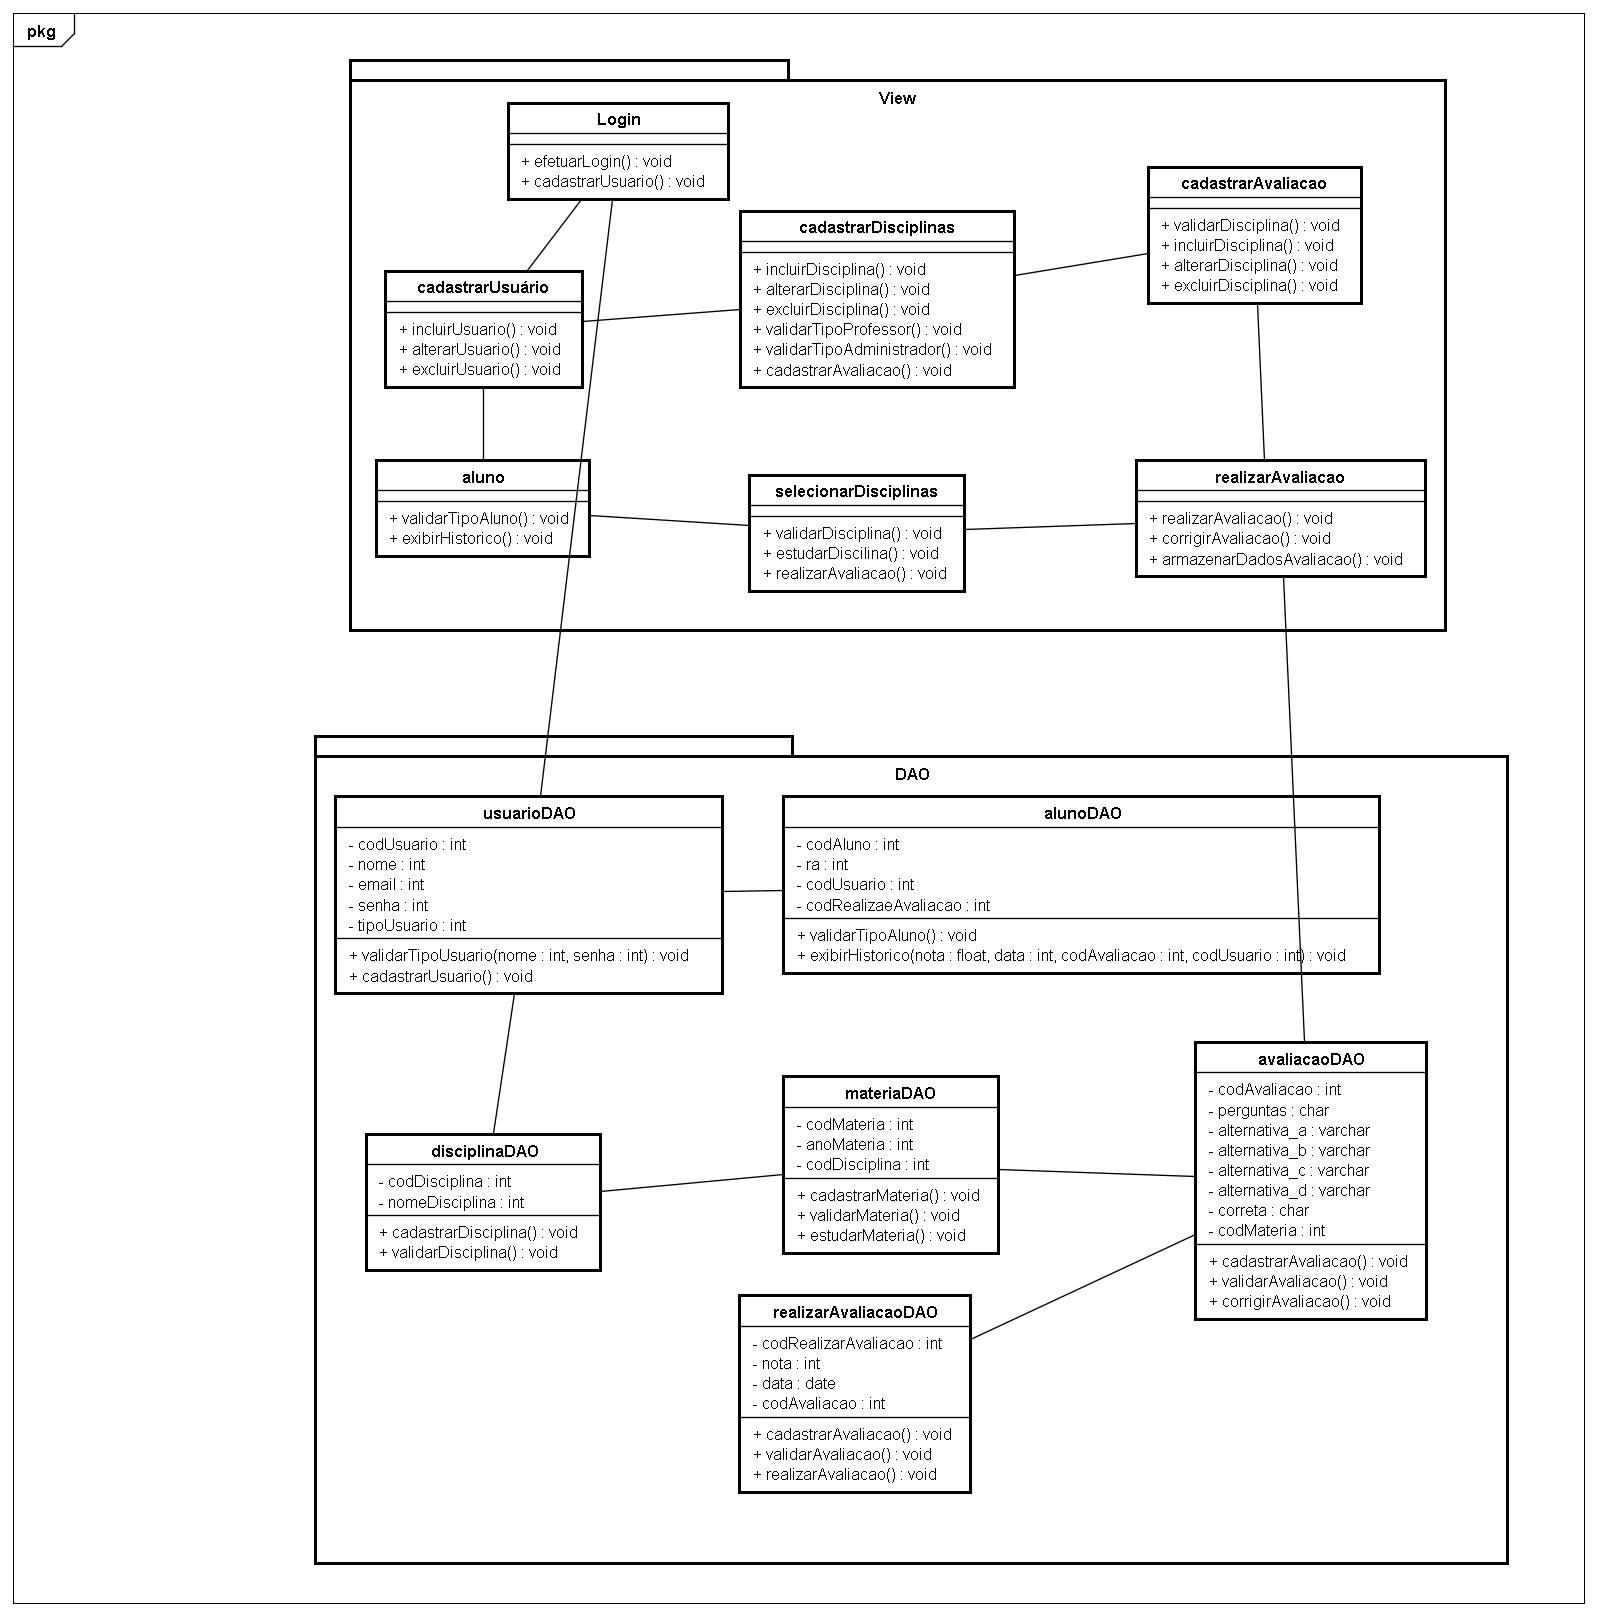 pkg
View
Login
+ efetuarLogin() : void
+ cadastrarUsuario() : void
cadastrarAvaliacao
+ validarDisciplina() : void
+ incluirDisciplina() : void
+ alterarDisciplina() : void
+ excluirDisciplina() : void
cadastrarDisciplinas
+ incluirDisciplina() : void
+ alterarDisciplina() : void
+ excluirDisciplina() : void
+ validarTipoProfessor() : void
+ validarTipoAdministrador() : void
+ cadastrarAvaliacao() : void
cadastrarUsuário
+ incluirUsuario() : void
+ alterarUsuario() : void
+ excluirUsuario() : void
aluno
+ validarTipoAluno() : void
+ exibirHistorico() : void
selecionarDisciplinas
+ validarDisciplina() : void
+ estudarDiscilina() : void
+ realizarAvaliacao() : void
realizarAvaliacao
+ realizarAvaliacao() : void
+ corrigirAvaliacao() : void
+ armazenarDadosAvaliacao() : void
DAO
usuarioDAO
- codUsuario : int
- nome : int
- email : int
- senha : int
- tipoUsuario : int
+ validarTipoUsuario(nome : int, senha : int) : void
+ cadastrarUsuario() : void
alunoDAO
- codAluno : int
- ra : int
- codUsuario : int
- codRealizaeAvaliacao : int
+ validarTipoAluno() : void
+ exibirHistorico(nota : float, data : int, codAvaliacao : int, codUsuario : int) : void
avaliacaoDAO
- codAvaliacao : int
- perguntas : char
- alternativa_a : varchar
- alternativa_b : varchar
- alternativa_c : varchar
- alternativa_d : varchar
- correta : char
- codMateria : int
+ cadastrarAvaliacao() : void
+ validarAvaliacao() : void
+ corrigirAvaliacao() : void
materiaDAO
- codMateria : int
- anoMateria : int
- codDisciplina : int
+ cadastrarMateria() : void
+ validarMateria() : void
+ estudarMateria() : void
disciplinaDAO
- codDisciplina : int
- nomeDisciplina : int
+ cadastrarDisciplina() : void
+ validarDisciplina() : void
realizarAvaliacaoDAO
- codRealizarAvaliacao : int
- nota : int
- data : date
- codAvaliacao : int
+ cadastrarAvaliacao() : void
+ validarAvaliacao() : void
+ realizarAvaliacao() : void